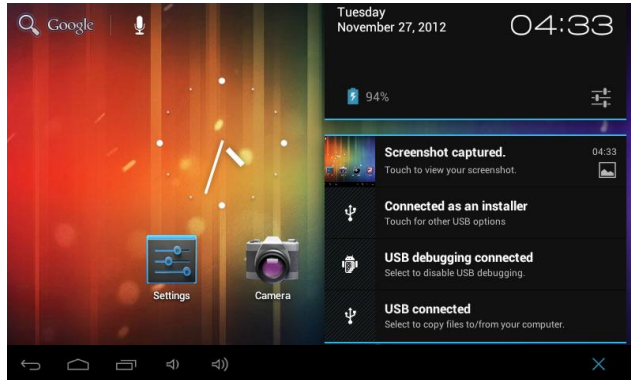 Google
Tuesday
November 27, 2012
04:33
94%
Screenshot captured.
04:33
Touch to view your screenshot.
Connected as an installer
Touch for other USB options
USB debugging connected
Select to disable USB debugging.
USB connected
Select to copy files to/from your computer.
Settings
Camera